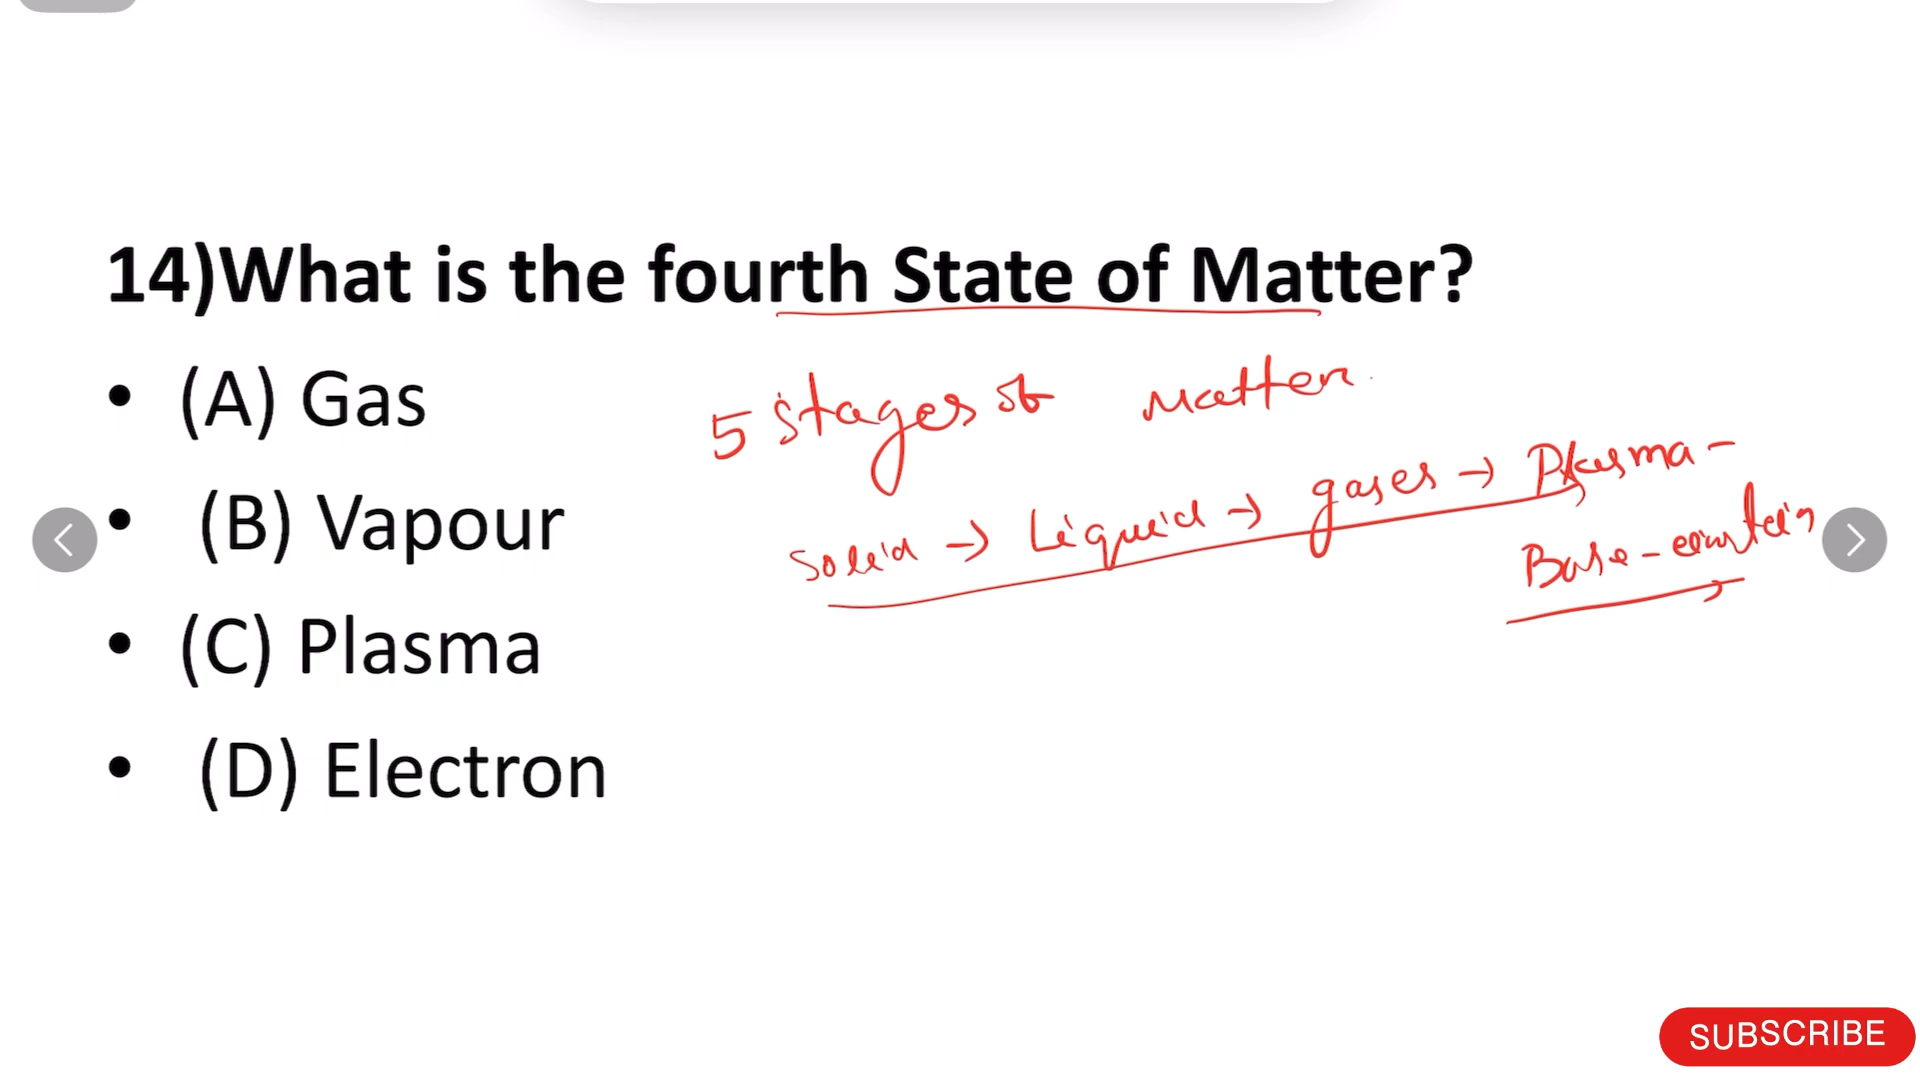 14)What is the fourth State of Matter?
• (A) Gas
5 stages of matter.
Solid → Liquid → gases → Plasma -
• (B) Vapour
Bose - einstein
• (C) Plasma
• (D) Electron
SUBSCRIBE